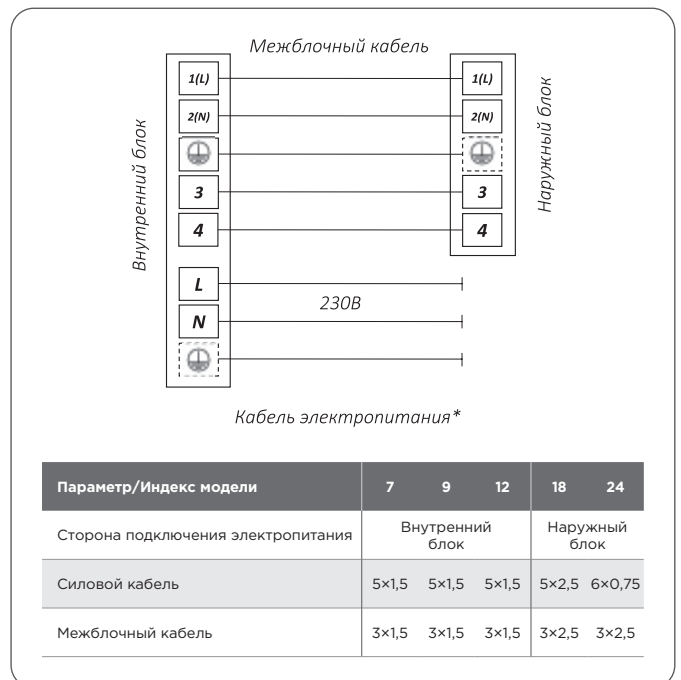 Межблочный кабель
Внутренний блок
Наружный блок
1(L) 1(L)
2(N) 2(N)
3 3
4 4
L
230В
N
Кабель электропитания*
Параметр/Индекс модели 7 9 12 18 24
Сторона подключения электропитания Внутренний блок Наружный блок
Силовой кабель 5×1,5 5×1,5 5×1,5 5×2,5 6×0,75
Межблочный кабель 3×1,5 3×1,5 3×1,5 3×2,5 3×2,5